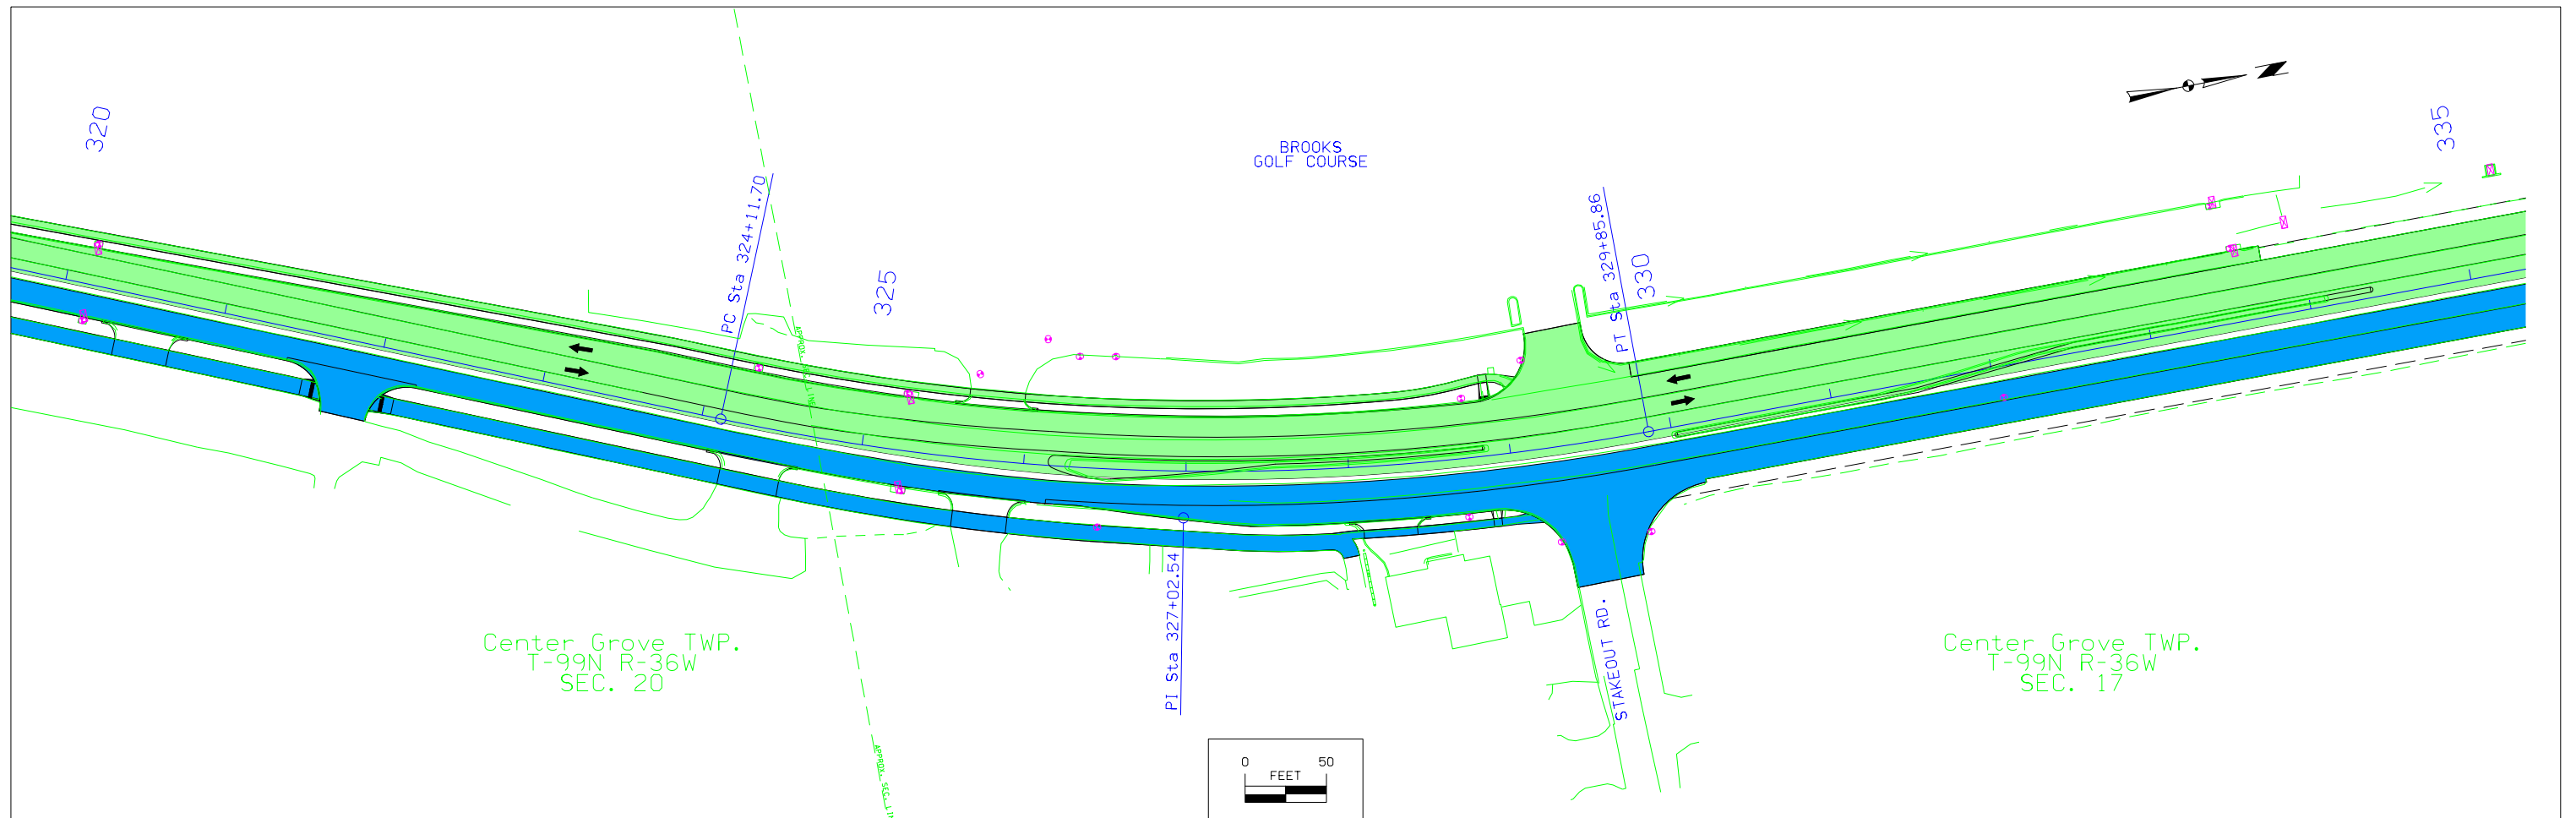 320
BROOKS
GOLF COURSE
335
PC Sta 324+11.70
325
PT Sta 329+85.86
330
PI Sta 327+02.54
STAKEOUT RD.
Center Grove TWP.
T-99N R-36W
SEC. 20
Center Grove TWP.
T-99N R-36W
SEC. 17
APPROX. SEC.
0 50
FEET